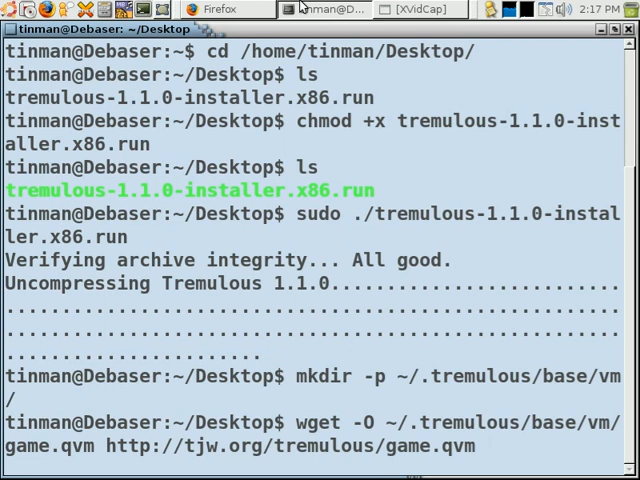 Firefox
inman@D...
[XVidCap]
2:17 PM
tinman@Debaser: ~/Desktop
tinman@Debaser:~$ cd /home/tinman/Desktop/
tinman@Debaser:~/Desktop$ ls
tremulous-1.1.0-installer.x86.run
tinman@Debaser:~/Desktop$ chmod +x tremulous-1.1.0-inst
aller.x86.run
tinman@Debaser:~/Desktop$ ls
tremulous-1.1.0-installer.x86.run
tinman@Debaser:~/Desktop$ sudo ./tremulous-1.1.0-instal
ler.x86.run
Verifying archive integrity... All good.
Uncompressing Tremulous 1.1.0..........................
.......................................................
.......................................................
.......................
tinman@Debaser:~/Desktop$ mkdir -p ~/.tremulous/base/vm
/
tinman@Debaser:~/Desktop$ wget -O ~/.tremulous/base/vm/
game.qvm http://tjw.org/tremulous/game.qvm